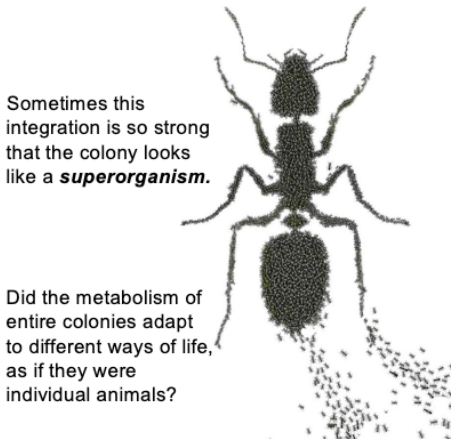 Sometimes this
integration is so strong
that the colony looks
like a superorganism.
Did the metabolism of
entire colonies adapt
to different ways of life,
as if they were
individual animals?